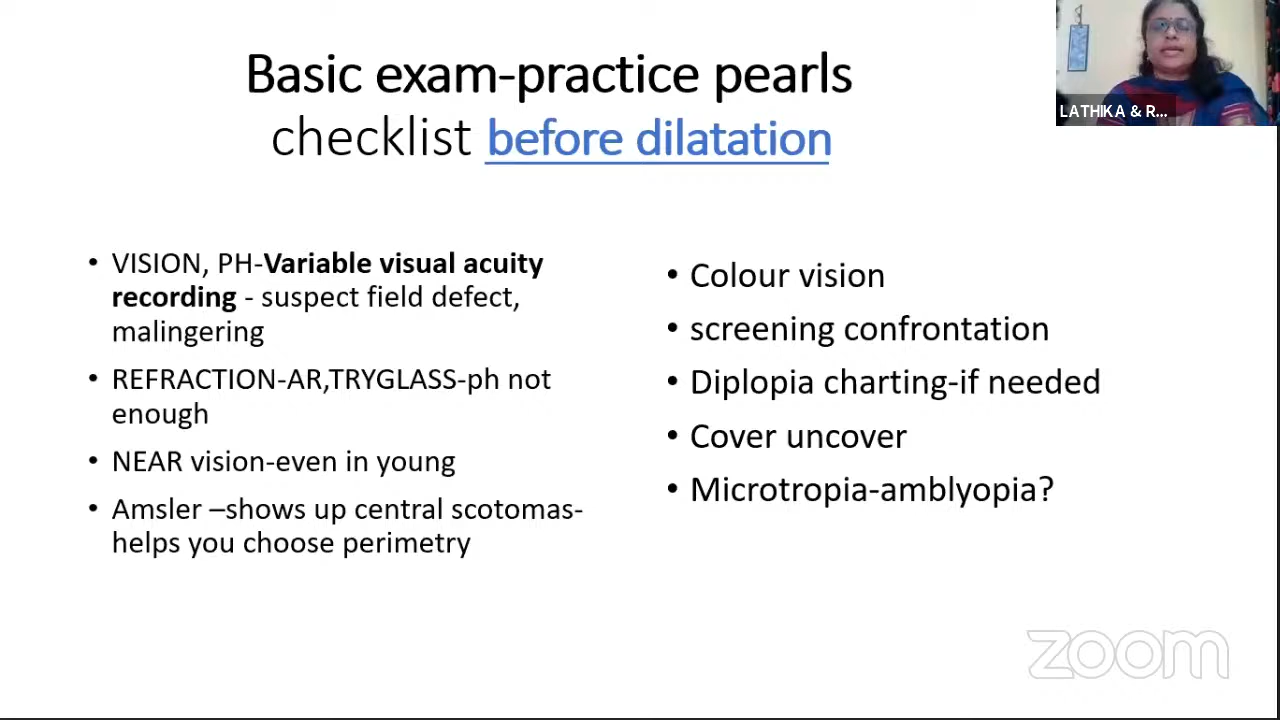 Basic exam-practice pearls
checklist before dilatation
LATHIKA & R...
• VISION, PH-Variable visual acuity
recording - suspect field defect,
malingering
• REFRACTION-AR,TRYGLASS-ph not
enough
• NEAR vision-even in young
• Amsler –shows up central scotomas-
helps you choose perimetry
• Colour vision
• screening confrontation
• Diplopia charting-if needed
• Cover uncover
• Microtropia-amblyopia?
zoom